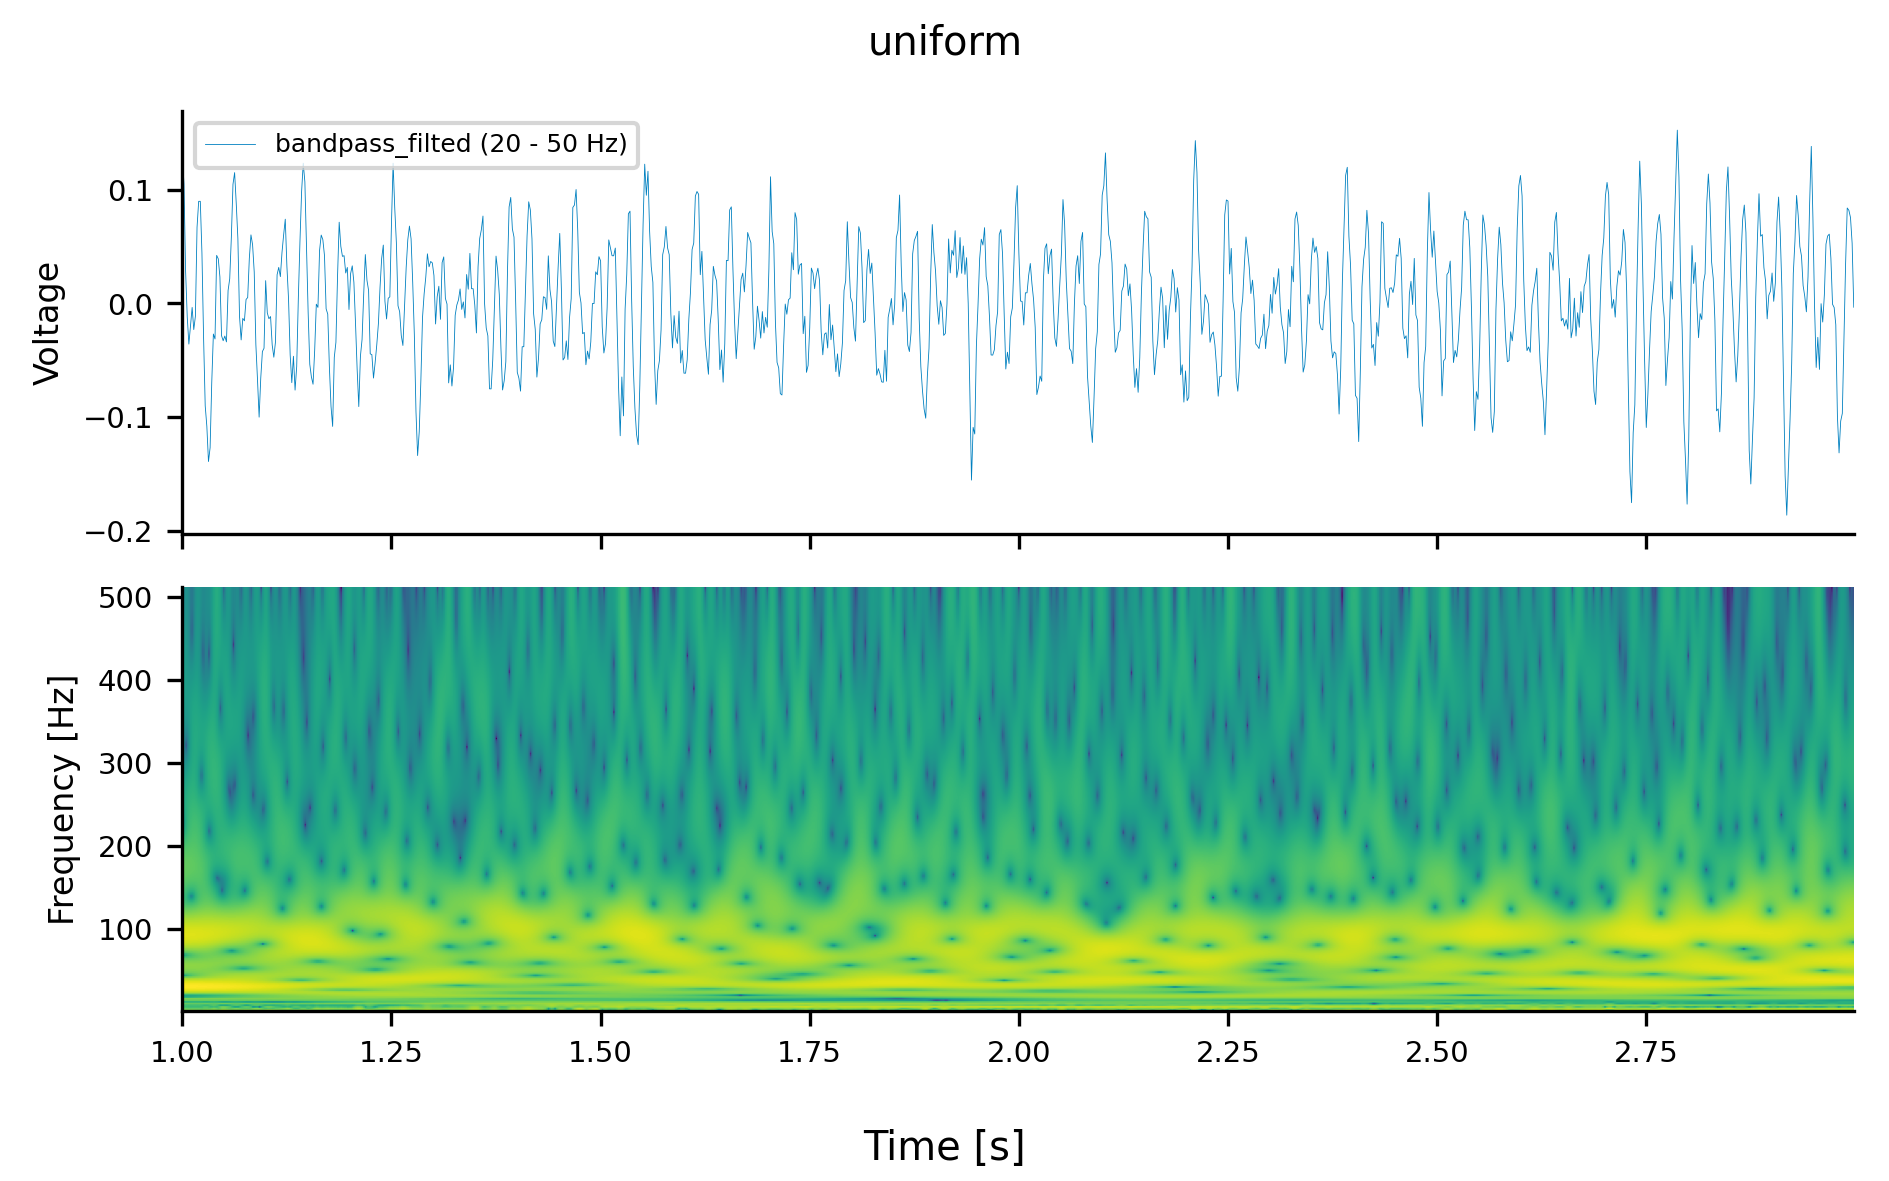 uniform
bandpass_filted (20 - 50 Hz)
Voltage
0.1
0.0
−0.1
−0.2
Frequency [Hz]
500
400
300
200
100
1.00 1.25 1.50 1.75 2.00 2.25 2.50 2.75
Time [s]